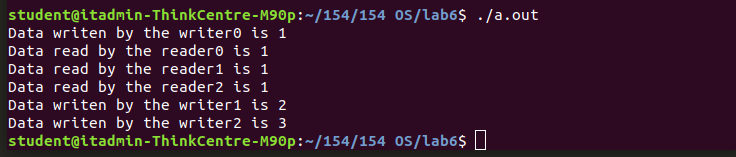 student@itadmin-ThinkCentre-M90p:~/154/154 OS/lab6$ ./a.out
Data writen by the writer0 is 1
Data read by the reader0 is 1
Data read by the reader1 is 1
Data read by the reader2 is 1
Data writen by the writer1 is 2
Data writen by the writer2 is 3
student@itadmin-ThinkCentre-M90p:~/154/154 OS/lab6$